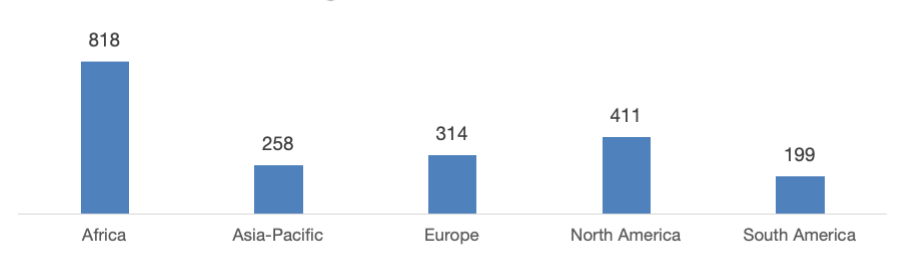 818
258
314
411
199
Africa
Asia-Pacific
Europe
North America
South America